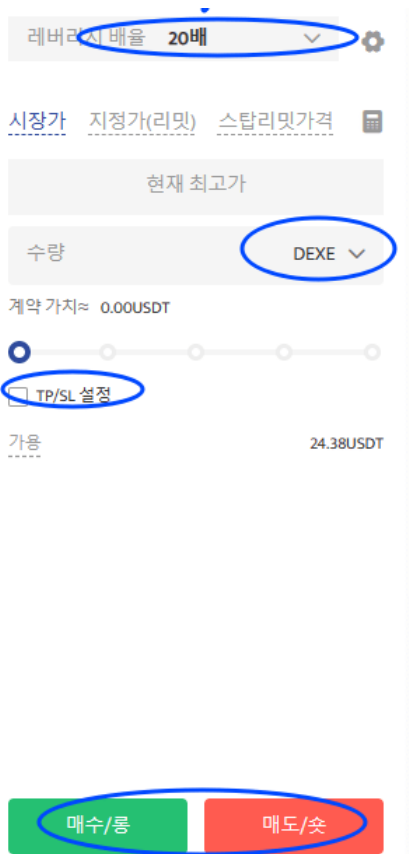 레버리지 배율 20배
시장가 지정가(리밋) 스탑리밋가격
현재 최고가
수량 DEXE
계약 가치≈ 0.00USDT
TP/SL 설정
가용 24.38USDT
매수/롱 매도/숏